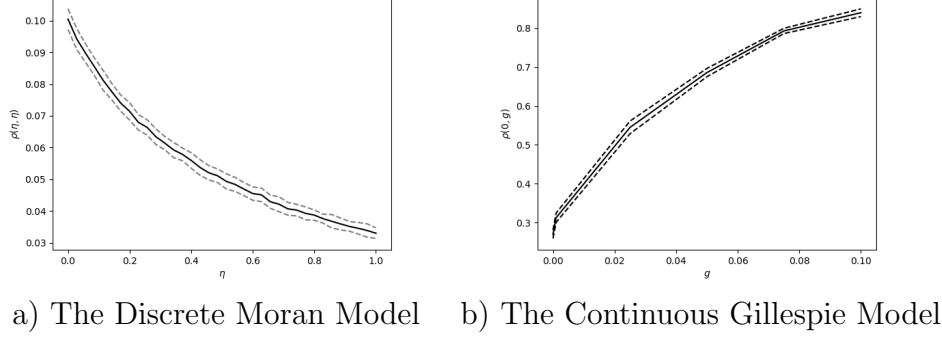 0.10
0.09
0.08
0.07
0.06
0.05
0.04
0.03
ρ(η, η)
0.0 0.2 0.4 0.6 0.8 1.0
η
0.8
0.7
0.6
0.5
0.4
0.3
ρ(0, g)
0.00 0.02 0.04 0.06 0.08 0.10
g
a) The Discrete Moran Model
b) The Continuous Gillespie Model